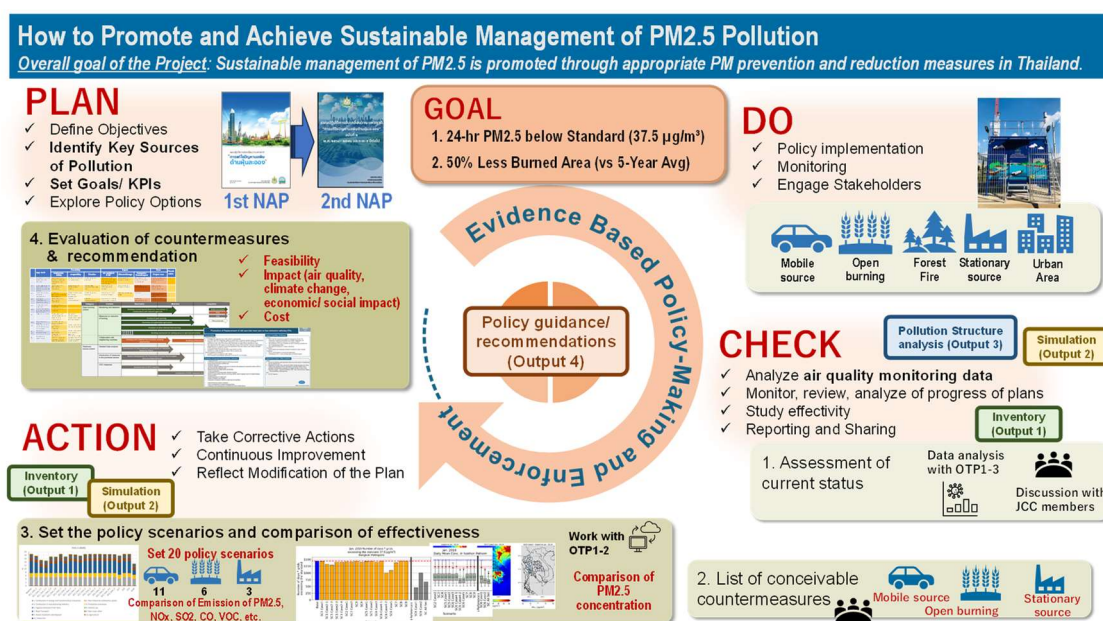 How to Promote and Achieve Sustainable Management of PM2.5 Pollution
Overall goal of the Project: Sustainable management of PM2.5 is promoted through appropriate PM prevention and reduction measures in Thailand.
PLAN
✓ Define Objectives
✓ Identify Key Sources
of Pollution
✓ Set Goals/ KPIs
✓ Explore Policy Options
1st NAP
2nd NAP
GOAL
1. 24-hr PM2.5 below Standard (37.5 µg/m³)
2. 50% Less Burned Area (vs 5-Year Avg)
DO
✓ Policy implementation
✓ Monitoring
✓ Engage Stakeholders
Mobile
source
Open
burning
Forest
Fire
Stationary
source
Urban
Area
4. Evaluation of countermeasures
& recommendation
✓ Feasibility
✓ Impact (air quality,
climate change,
economic/ social impact)
✓ Cost
Evidence Based Policy-Making and Enforcement
Policy guidance/
recommendations
(Output 4)
CHECK
Pollution Structure
analysis (Output 3)
Simulation
(Output 2)
✓ Analyze air quality monitoring data
✓ Monitor, review, analyze of progress of plans
✓ Study effectivity
✓ Reporting and Sharing
Inventory
(Output 1)
1. Assessment of
current status
Data analysis
with OTP1-3
Discussion with
JCC members
ACTION
✓ Take Corrective Actions
✓ Continuous Improvement
✓ Reflect Modification of the Plan
Inventory
(Output 1)
Simulation
(Output 2)
3. Set the policy scenarios and comparison of effectiveness
Set 20 policy scenarios
11
6
3
Comparison of Emission of PM2.5,
NOx, SO2, CO, VOC, etc.
Work with
OTP1-2
Comparison of
PM2.5
concentration
2. List of conceivable
countermeasures
Mobile source
Open burning
Stationary
source